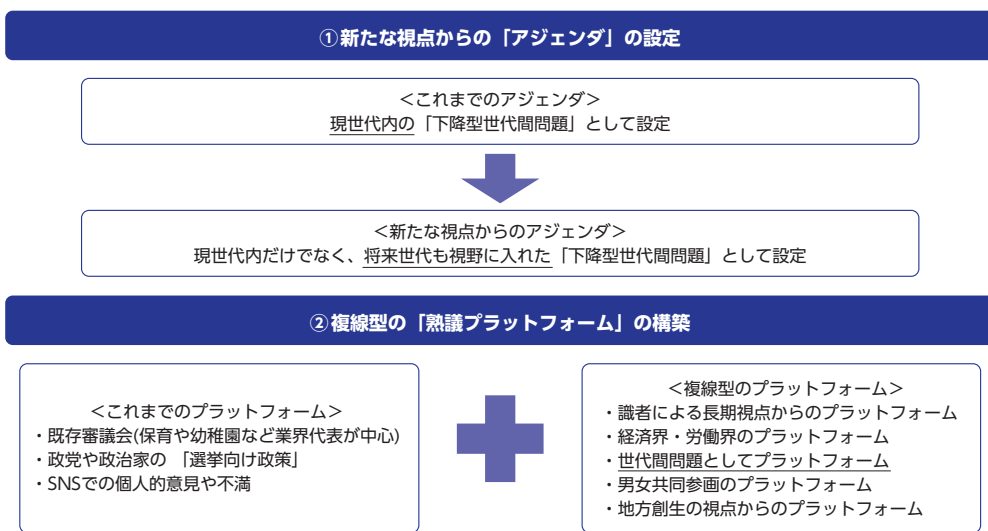 ①新たな視点からの「アジェンダ」の設定
＜これまでのアジェンダ＞
現世代内の「下降型世代間問題」として設定
＜新たな視点からのアジェンダ＞
現世代内だけでなく、将来世代も視野に入れた「下降型世代間問題」として設定
②複線型の「熟議プラットフォーム」の構築
＜これまでのプラットフォーム＞
・既存審議会(保育や幼稚園など業界代表が中心)
・政党や政治家の 「選挙向け政策」
・SNSでの個人的意見や不満
＜複線型のプラットフォーム＞
・識者による長期視点からのプラットフォーム
・経済界・労働界のプラットフォーム
・世代間問題としてプラットフォーム
・男女共同参画のプラットフォーム
・地方創生の視点からのプラットフォーム